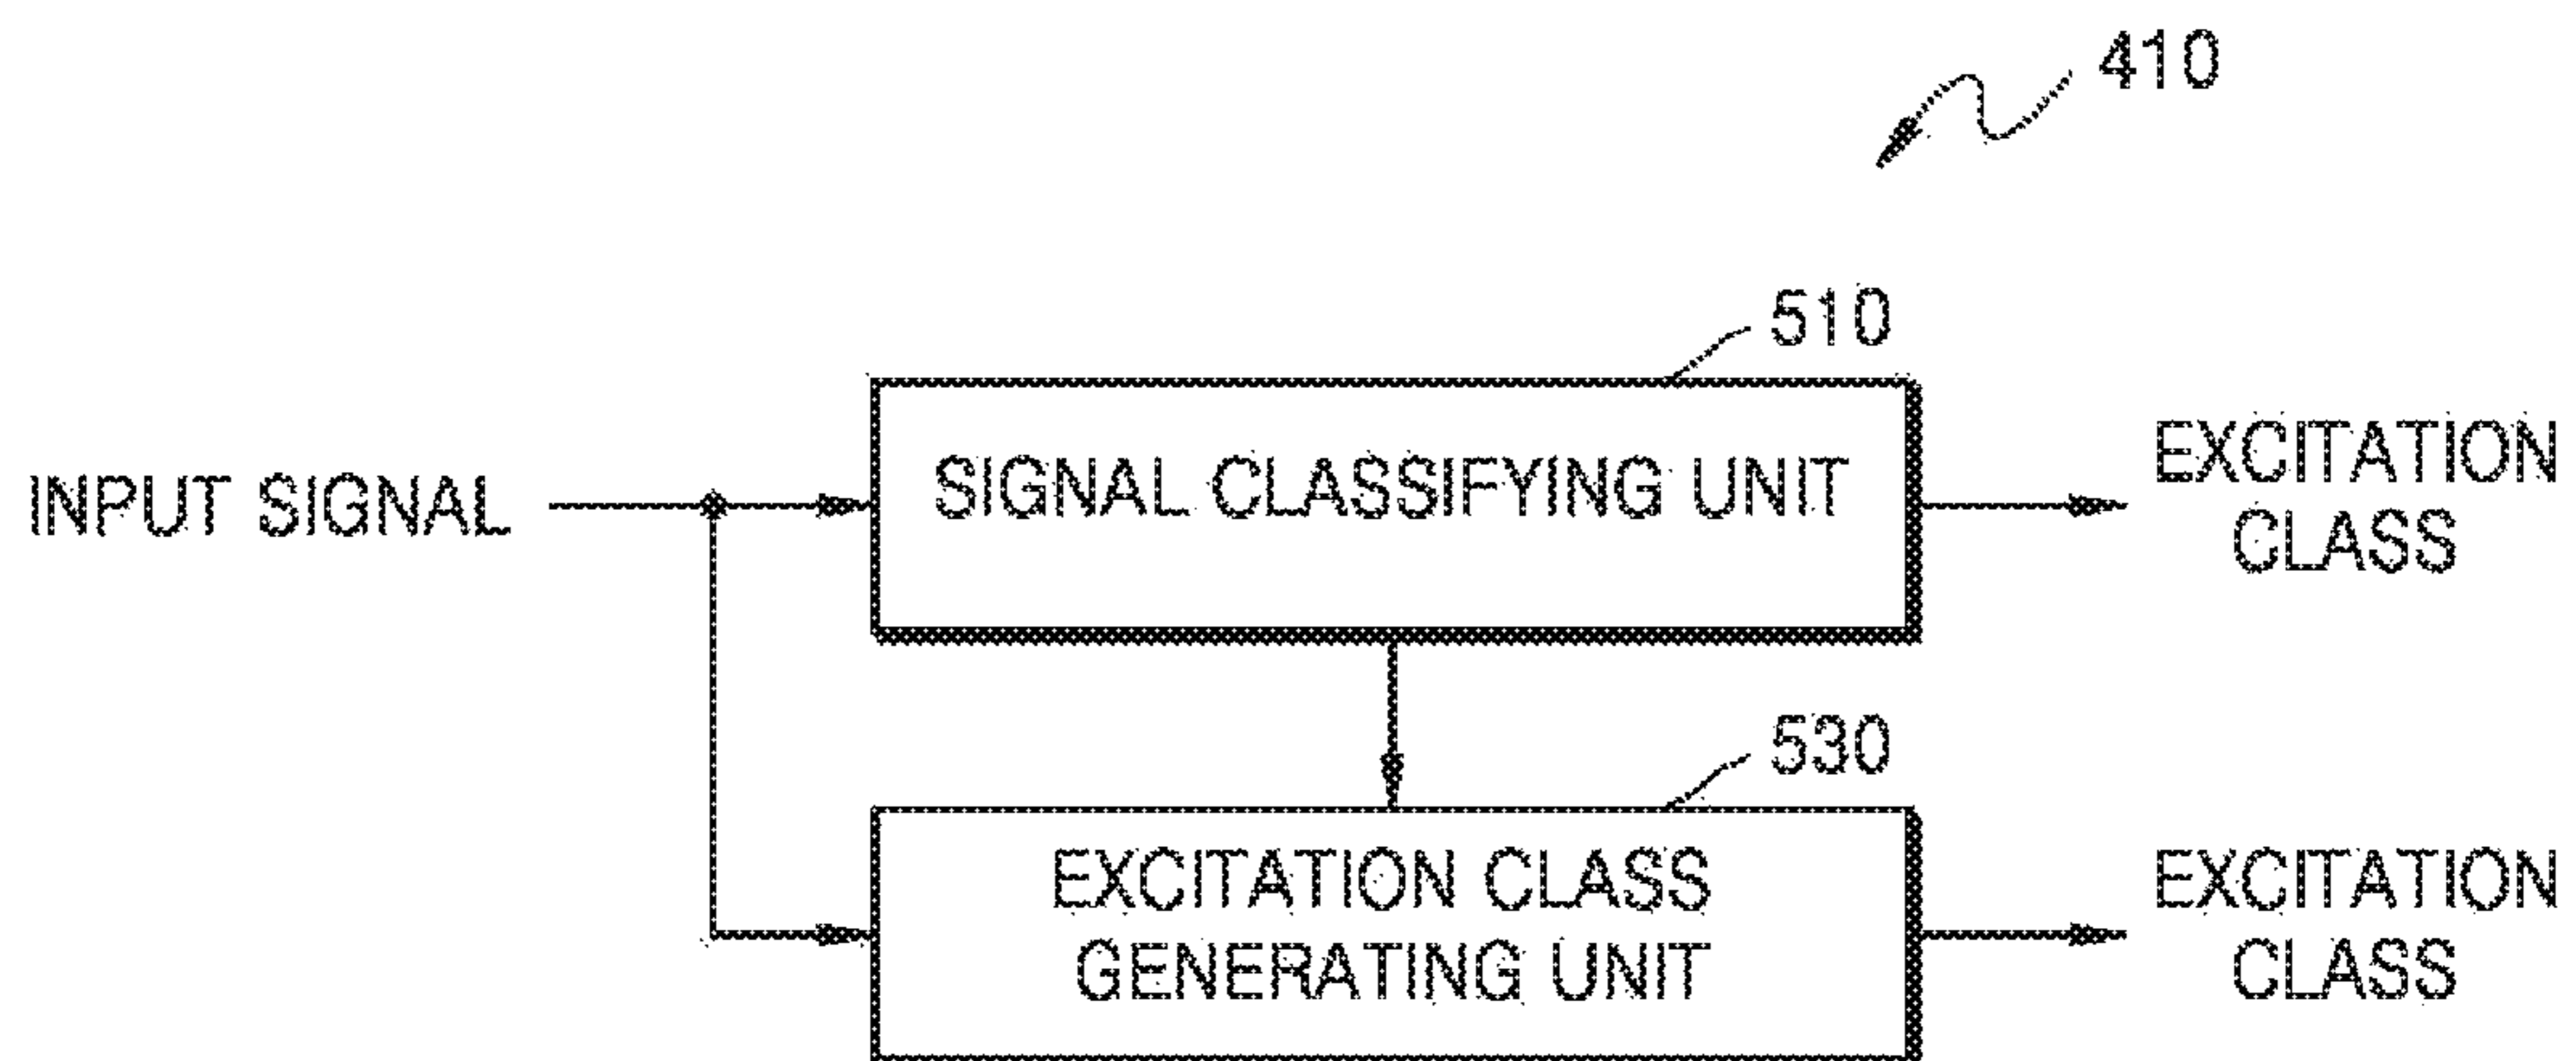 410
510
INPUT SIGNAL
SIGNAL CLASSIFYING UNIT
EXCITATION
CLASS
530
EXCITATION CLASS
GENERATING UNIT
EXCITATION
CLASS